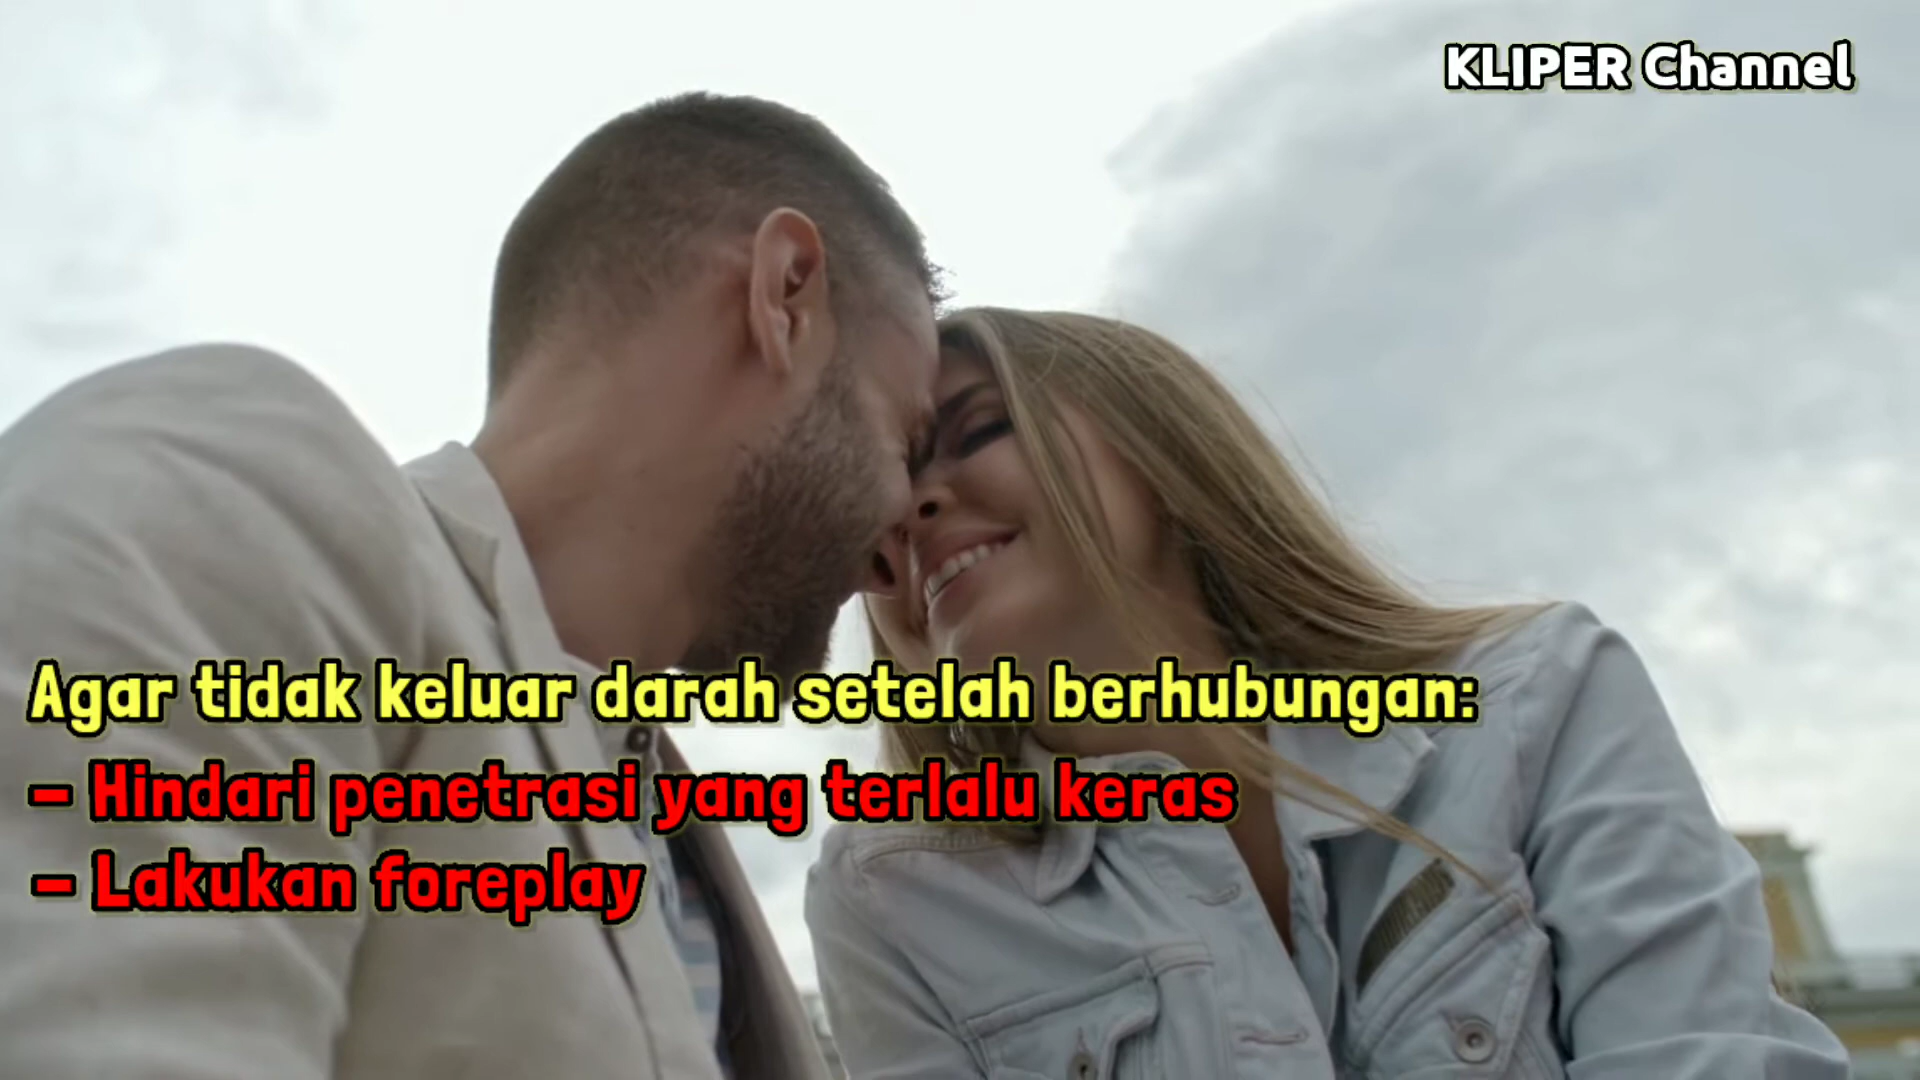 KLIPER Channel
Agar tidak keluar darah setelah berhubungan:
- Hindari penetrasi yang terlalu keras
- Lakukan foreplay